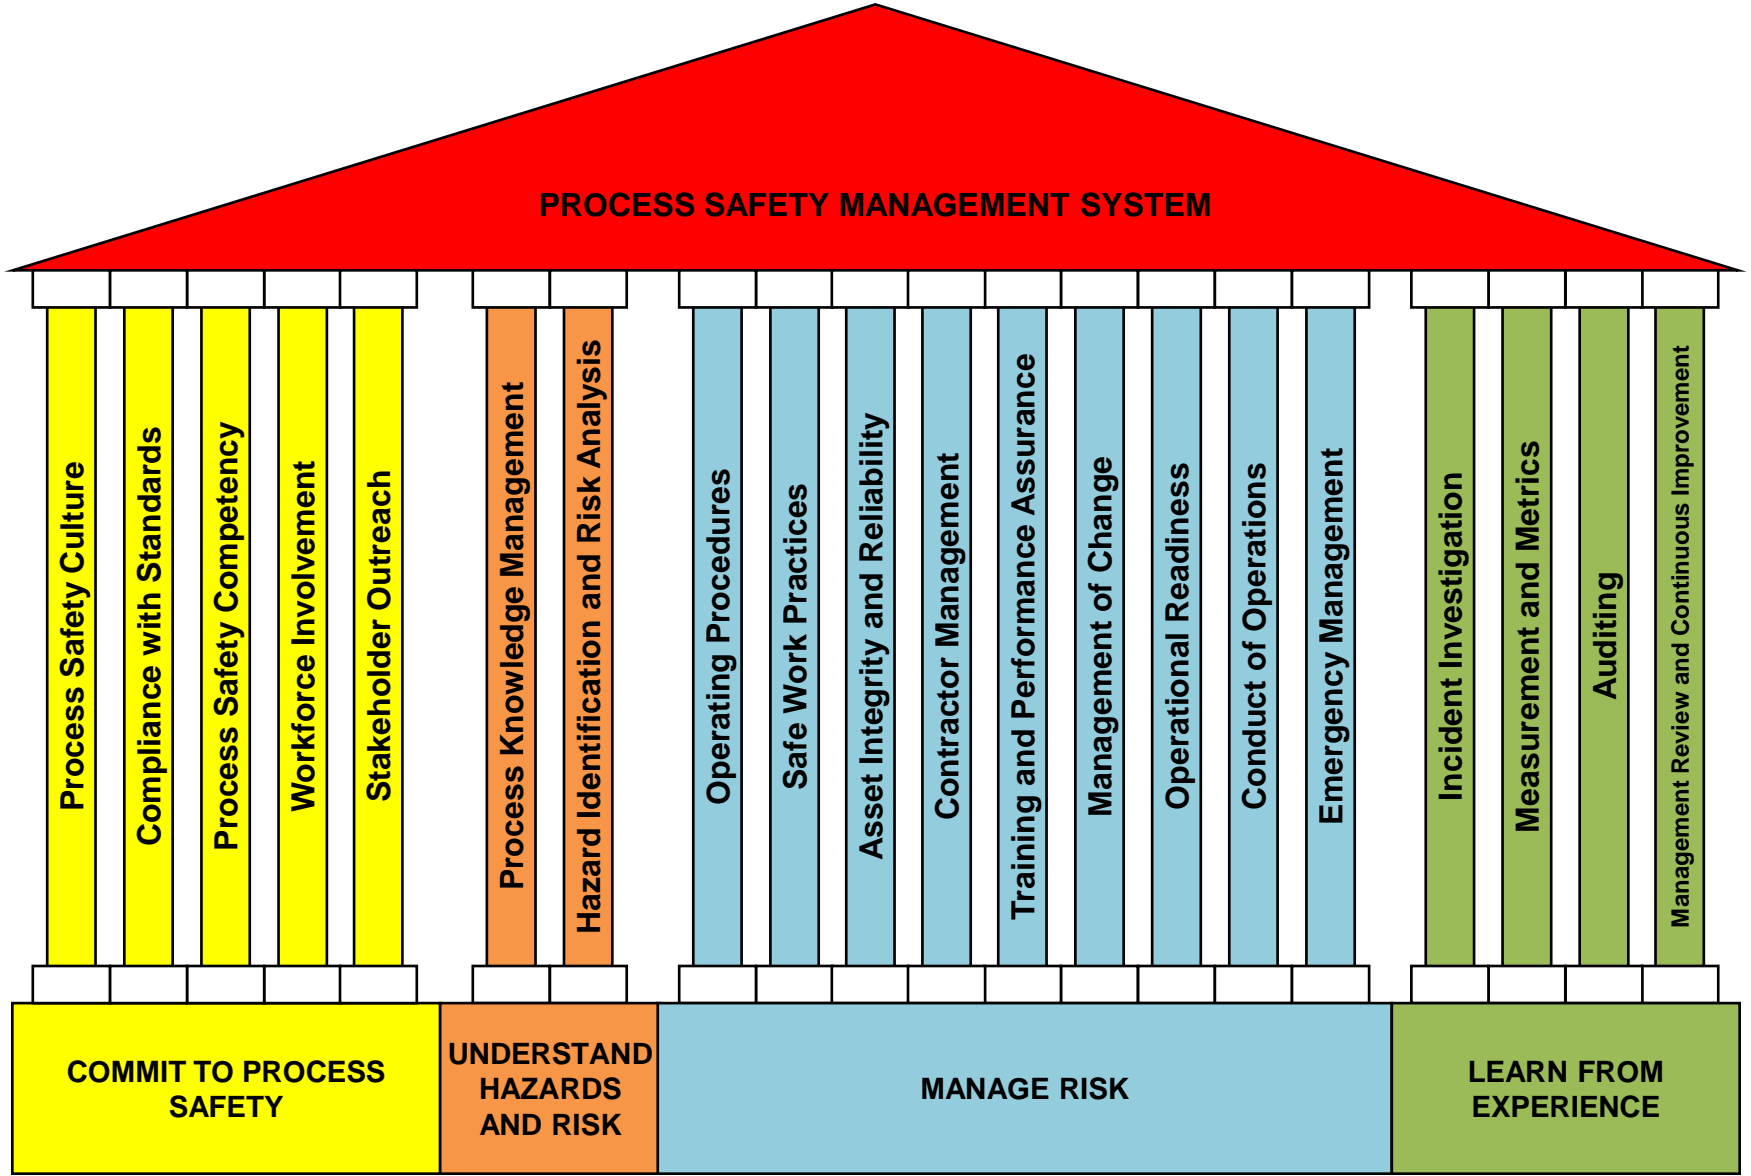 PROCESS SAFETY MANAGEMENT SYSTEM
Process Safety Culture
Compliance with Standards
Process Safety Competency
Workforce Involvement
Stakeholder Outreach
Process Knowledge Management
Hazard Identification and Risk Analysis
Operating Procedures
Safe Work Practices
Asset Integrity and Reliability
Contractor Management
Training and Performance Assurance
Management of Change
Operational Readiness
Conduct of Operations
Emergency Management
Incident Investigation
Measurement and Metrics
Auditing
Management Review and Continuous Improvement
COMMIT TO PROCESS
SAFETY
UNDERSTAND
HAZARDS
AND RISK
MANAGE RISK
LEARN FROM
EXPERIENCE